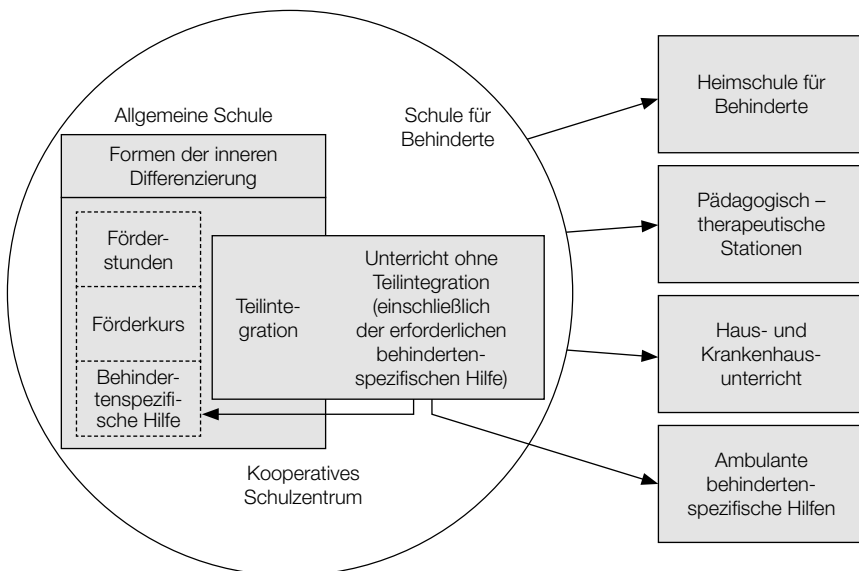 Allgemeine Schule
Formen der inneren
Differenzierung
Förder-
stunden
Förderkurs
Behinder-
tenspezifi-
sche Hilfe
Teilinte-
gration
Schule für
Behinderte
Unterricht ohne
Teilintegration
(einschließlich
der erforderlichen
behinderten-
spezifischen Hilfe)
Kooperatives
Schulzentrum
Heimschule für
Behinderte
Pädagogisch –
therapeutische
Stationen
Haus- und
Krankenhaus-
unterricht
Ambulante
behinderten-
spezifische Hilfen